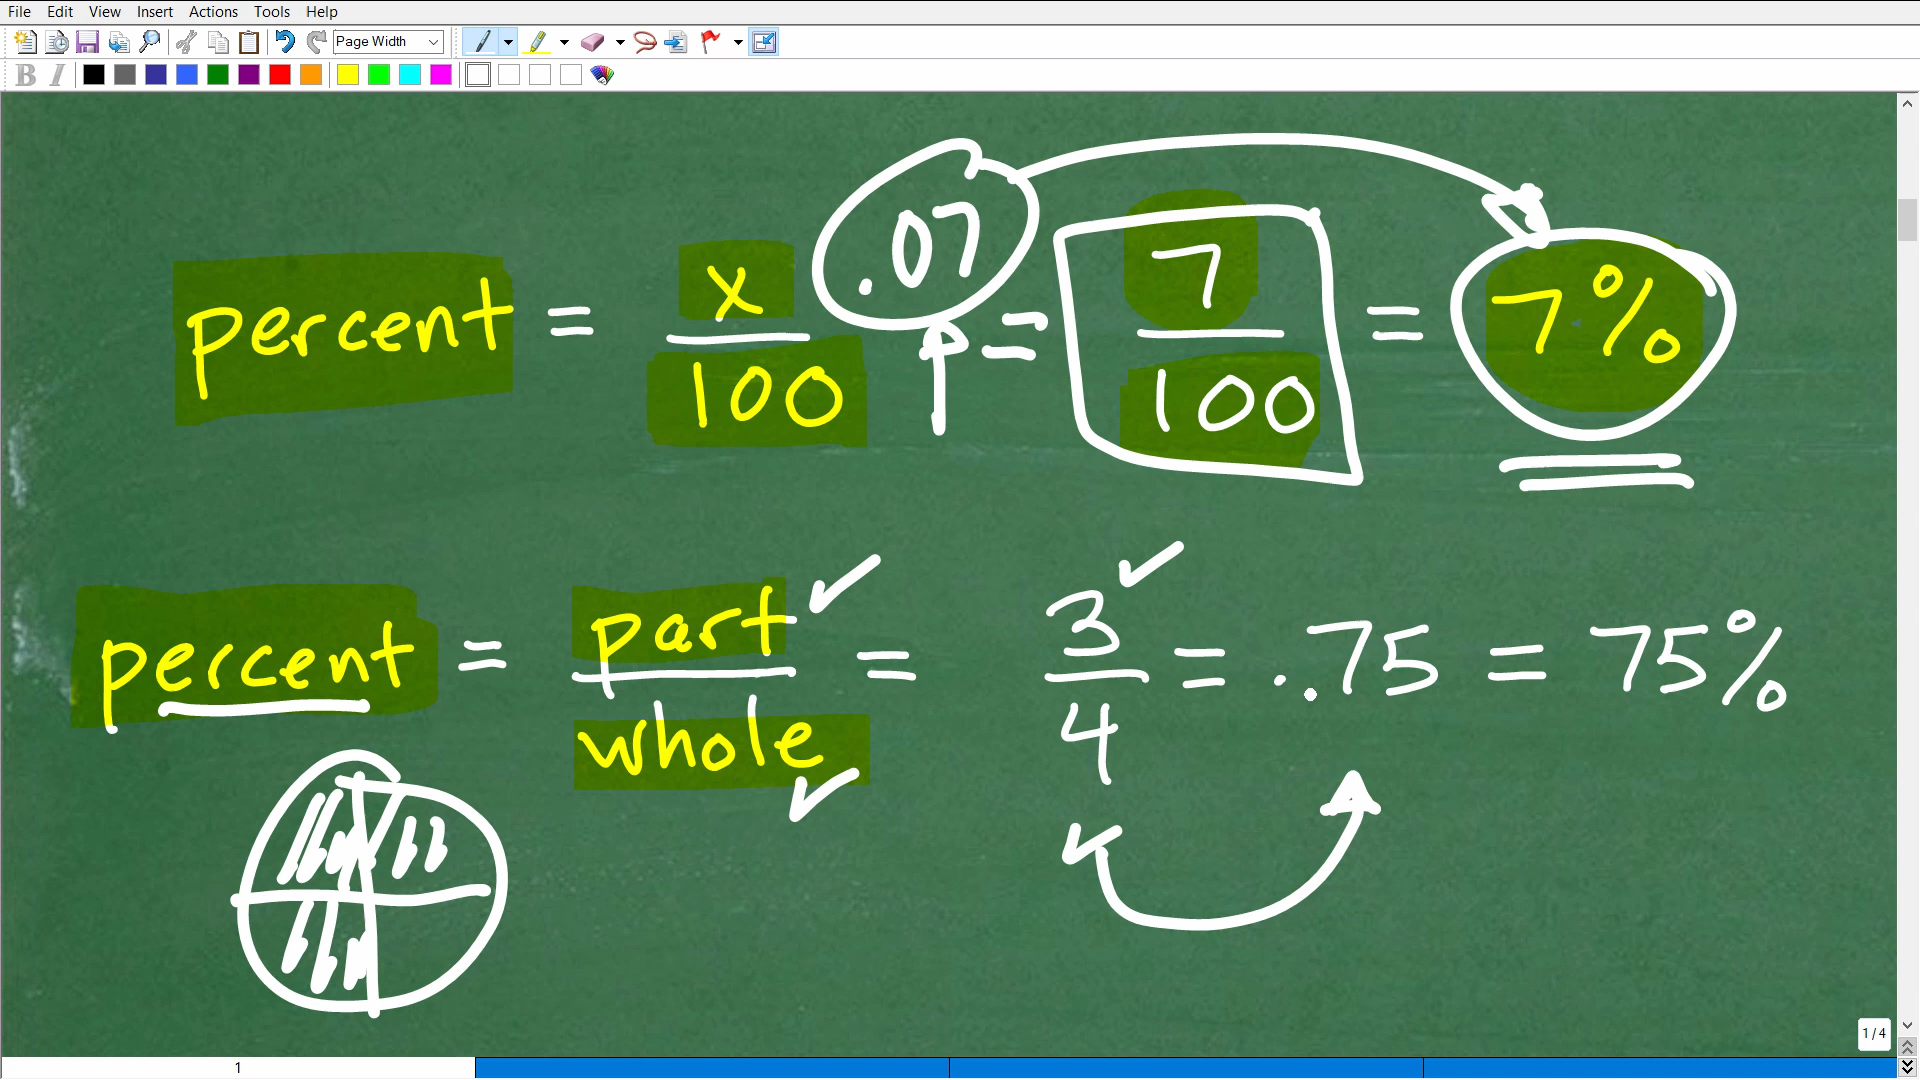 File Edit View Insert Actions Tools Help
Page Width
B I
percent = x/100 .07 = 7/100 = 7%
percent = part/whole = 3/4 = .75 = 75%
1 / 4
1